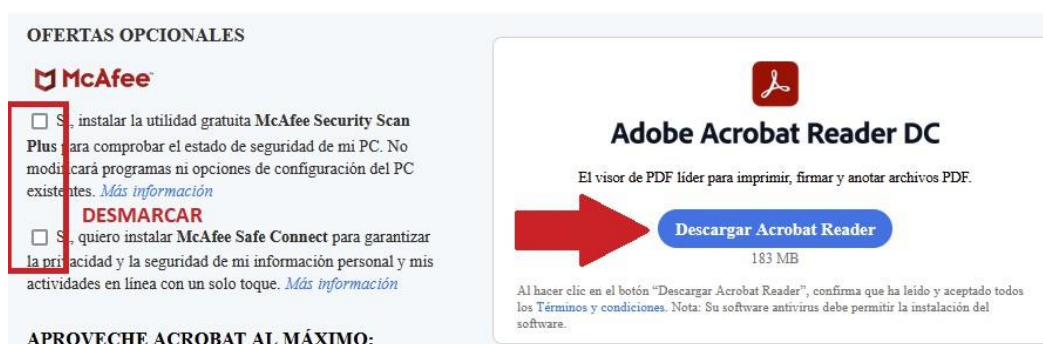 OFERTAS OPCIONALES
McAfee
Sí, instalar la utilidad gratuita McAfee Security Scan
Plus para comprobar el estado de seguridad de mi PC. No
modificará programas ni opciones de configuración del PC
existentes. Más información
DESMARCAR
Sí, quiero instalar McAfee Safe Connect para garantizar
la privacidad y la seguridad de mi información personal y mis
actividades en línea con un solo toque. Más información
APROVECHE ACROBAT AL MÁXIMO:
Adobe Acrobat Reader DC
El visor de PDF líder para imprimir, firmar y anotar archivos PDF.
Descargar Acrobat Reader
183 MB
Al hacer clic en el botón “Descargar Acrobat Reader”, confirma que ha leído y aceptado todos
los Términos y condiciones. Nota: Su software antivirus debe permitir la instalación del
software.